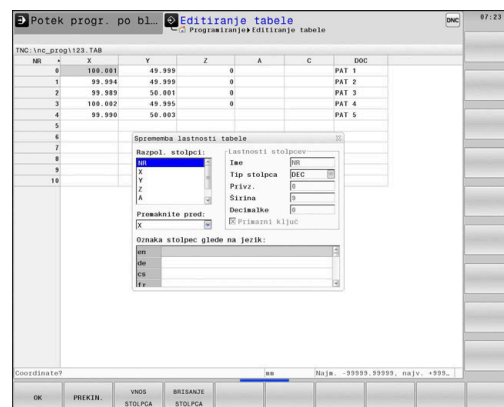 Potek progr. po bl…
Editiranje tabele
Programiranje▸Editiranje tabele
DNC
07:23
TNC:\nc_prog\123.TAB
NR X Y Z A C DOC
0 100.001 49.999 0 PAT 1
1 99.994 49.999 0 PAT 2
2 99.989 50.001 0 PAT 3
3 100.002 49.995 0 PAT 4
4 99.990 50.003 PAT 5
5
6
7
8
9
10
Sprememba lastnosti tabele
Razpol. stolpci:
NR
X
Y
Z
A
Premaknite pred:
X
Lastnosti stolpcev
Ime NR
Tip stolpca DEC
Privz. 0
Širina 9
Decimalke 0
Primarni ključ
Oznaka stolpec glede na jezik:
en
de
cs
fr
Coordinate? mm Najm. -99999.99999, najv. +999…
OK
PREKIN.
VNOS STOLPCA
BRISANJE STOLPCA